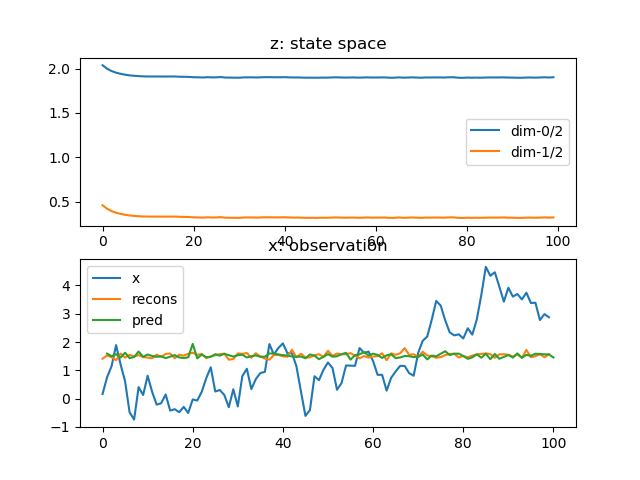 z: state space
2.0
1.5
1.0
0.5
dim-0/2
dim-1/2
0 20 40 60 80 100
x: observation
4
3
2
1
0
−1
x
recons
pred
0 20 40 60 80 100